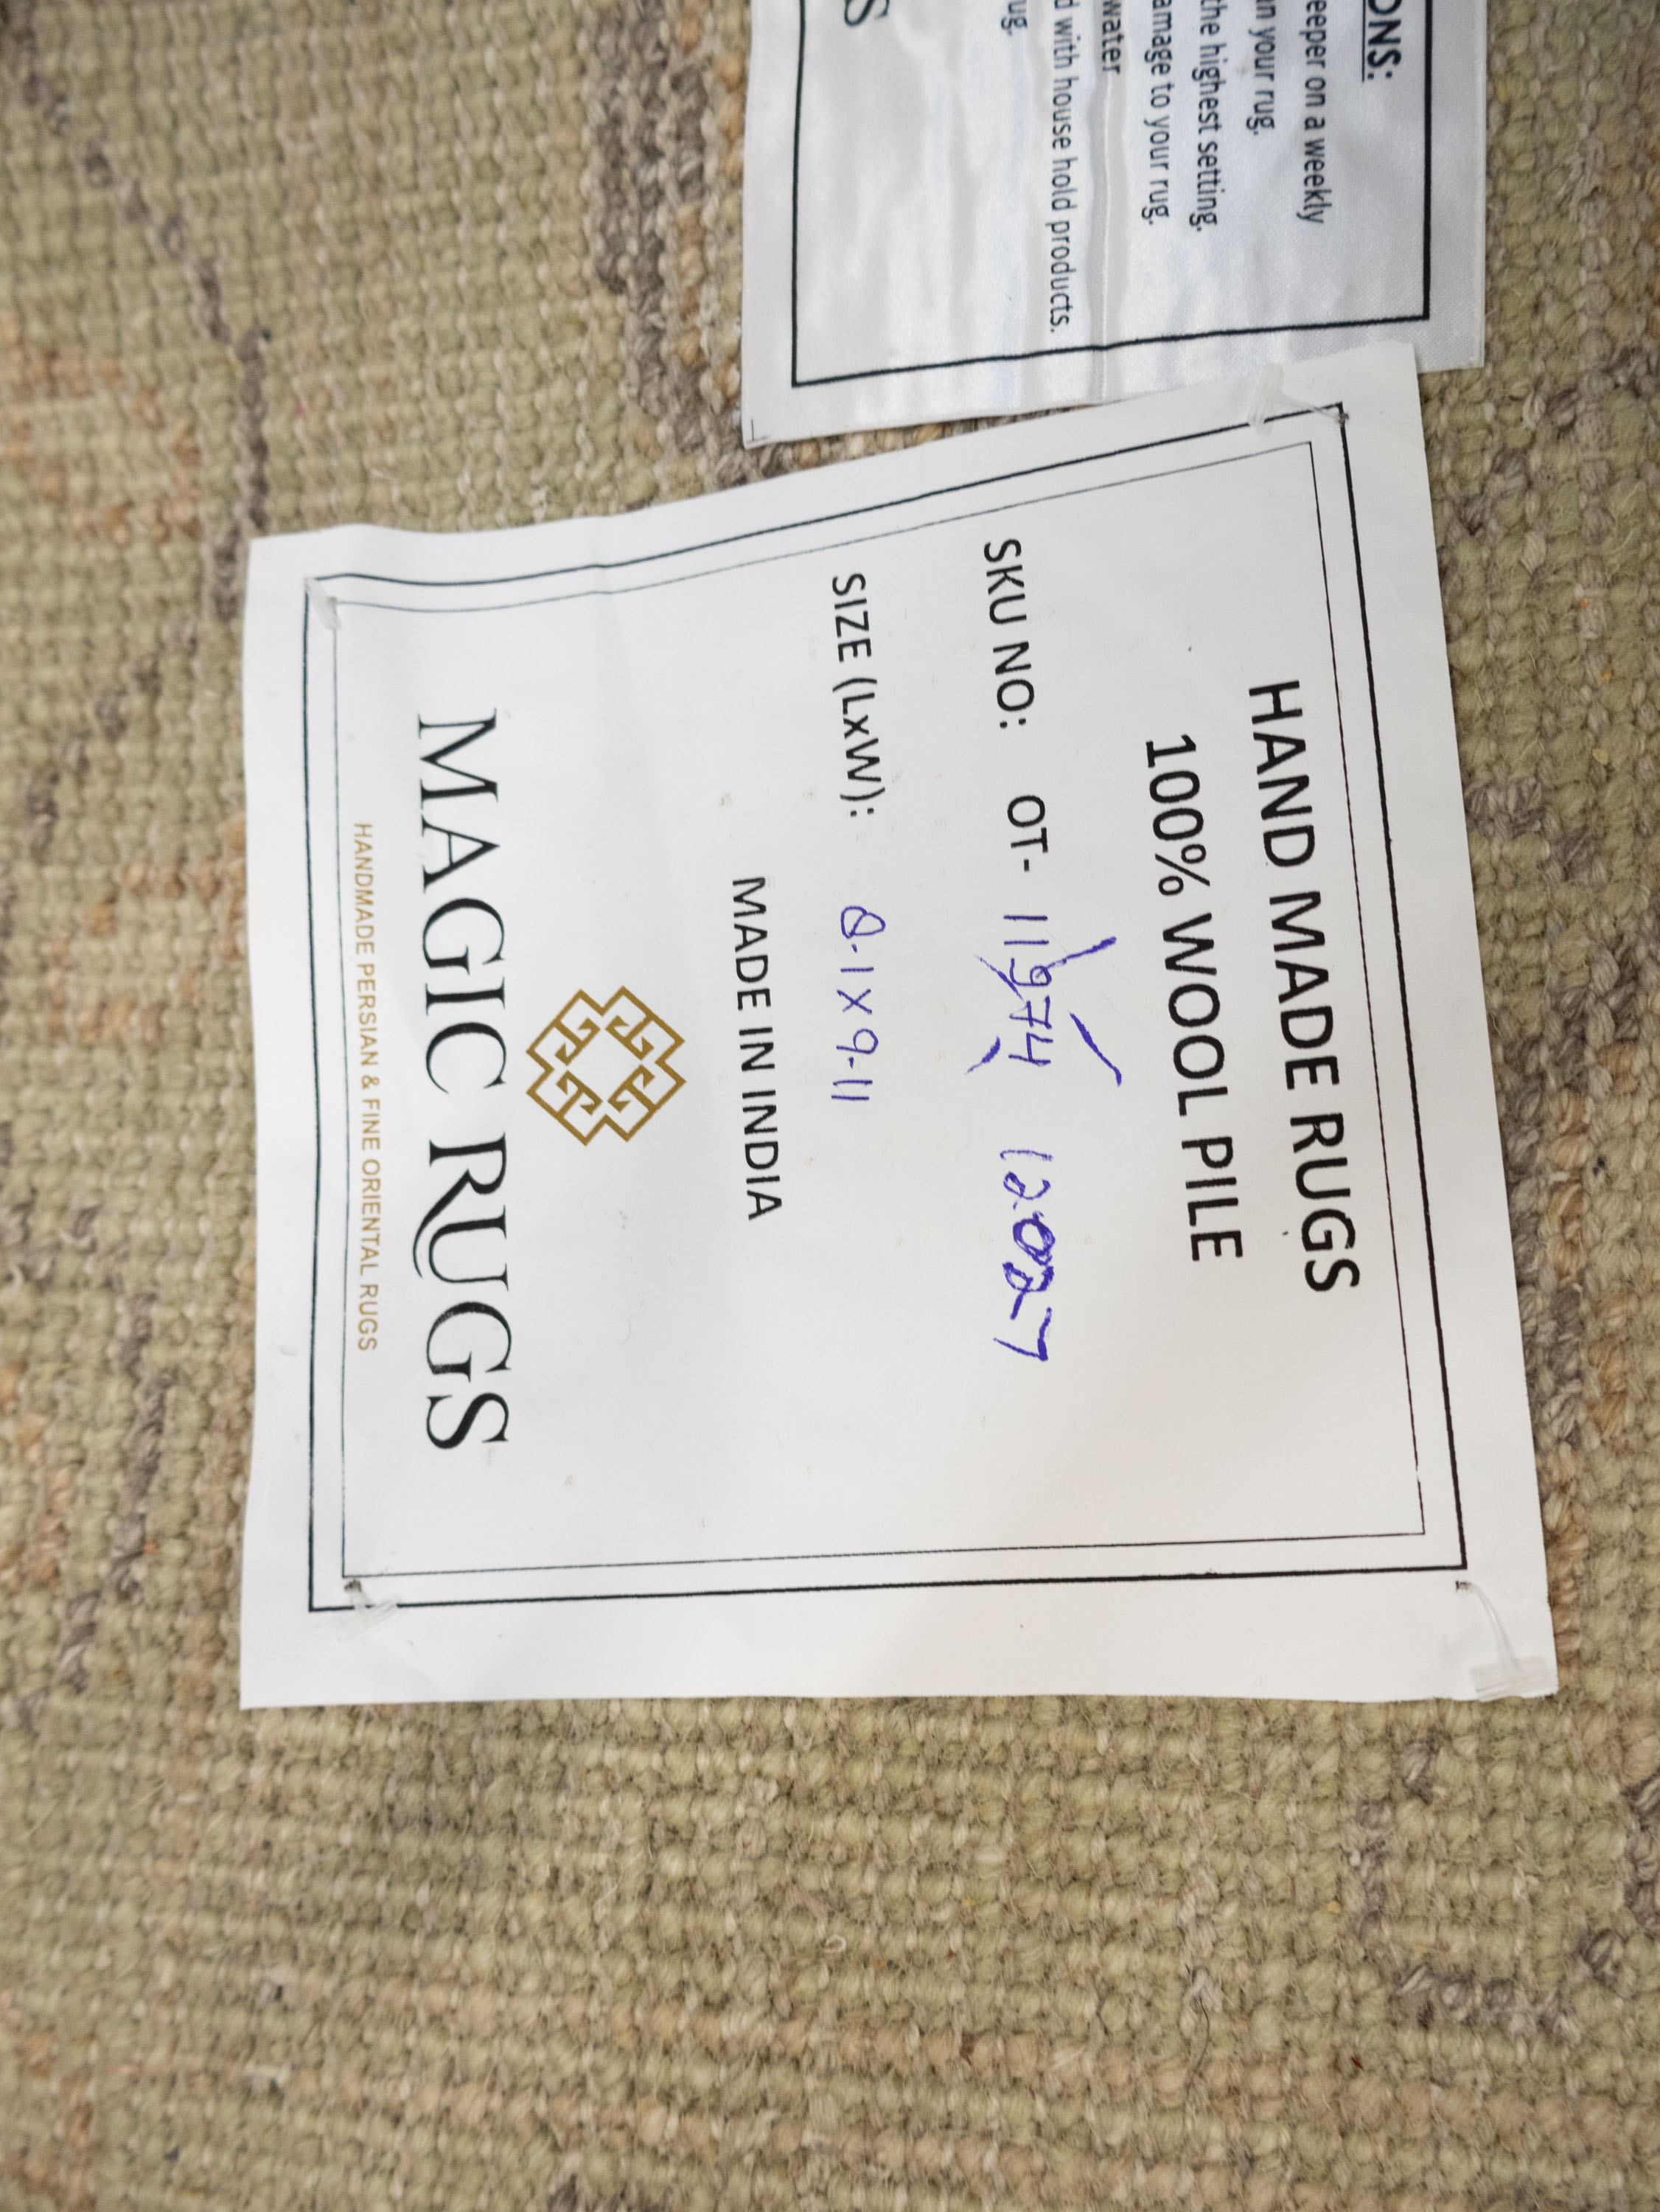 ONS:
eeper on a weekly
n your rug.
the highest setting.
amage to your rug.
water
d with house hold products.
ug.
S
HAND MADE RUGS
100% WOOL PILE
SKU NO: OT- 11974 12027
SIZE (LxW): 8-1 X 9-11
MADE IN INDIA
MAGIC RUGS
HANDMADE PERSIAN & FINE ORIENTAL RUGS